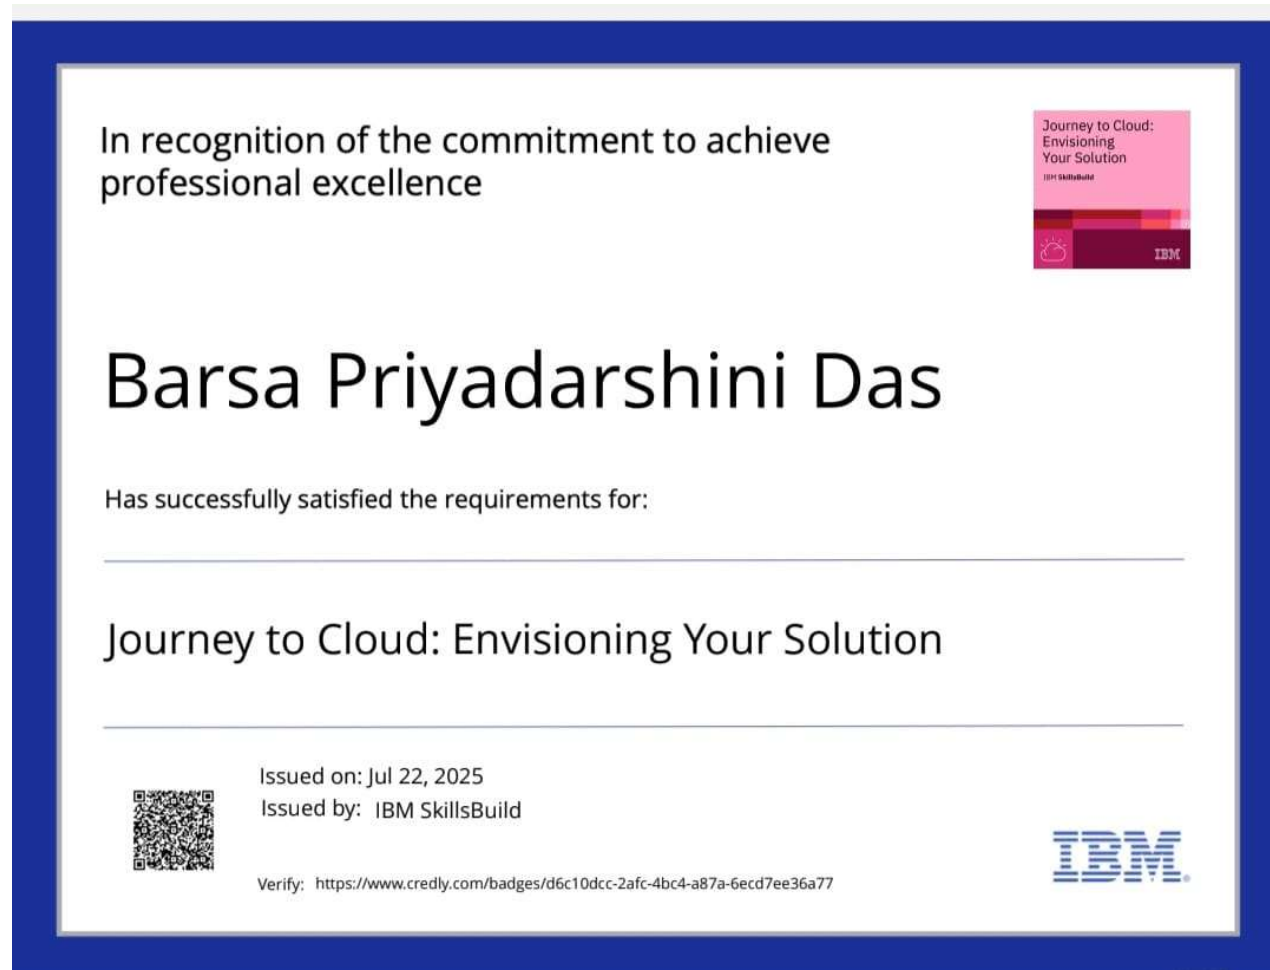 In recognition of the commitment to achieve
professional excellence
Journey to Cloud:
Envisioning
Your Solution
IBM SkillsBuild
IBM
Barsa Priyadarshini Das
Has successfully satisfied the requirements for:
Journey to Cloud: Envisioning Your Solution
Issued on: Jul 22, 2025
Issued by: IBM SkillsBuild
Verify: https://www.credly.com/badges/d6c10dcc-2afc-4bc4-a87a-6ecd7ee36a77
IBM.